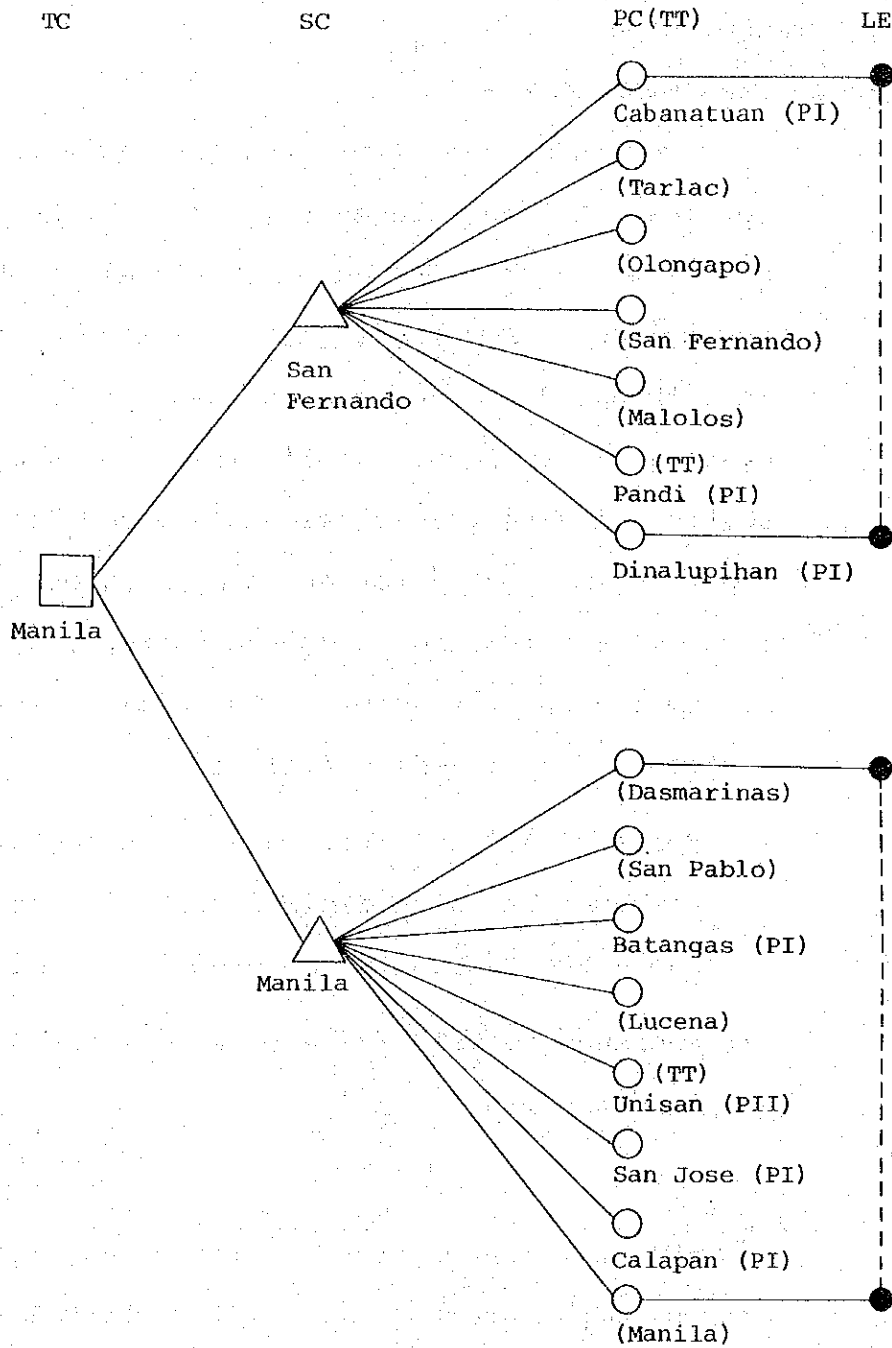 TC SC PC(TT) LE
Cabanatuan (PI)
(Tarlac)
(Olongapo)
(San Fernando)
San
Fernando
(Malolos)
(TT)
Pandi (PI)
Dinalupihan (PI)
Manila
(Dasmarinas)
(San Pablo)
Batangas (PI)
Manila
(Lucena)
(TT)
Unisan (PII)
San Jose (PI)
Calapan (PI)
(Manila)